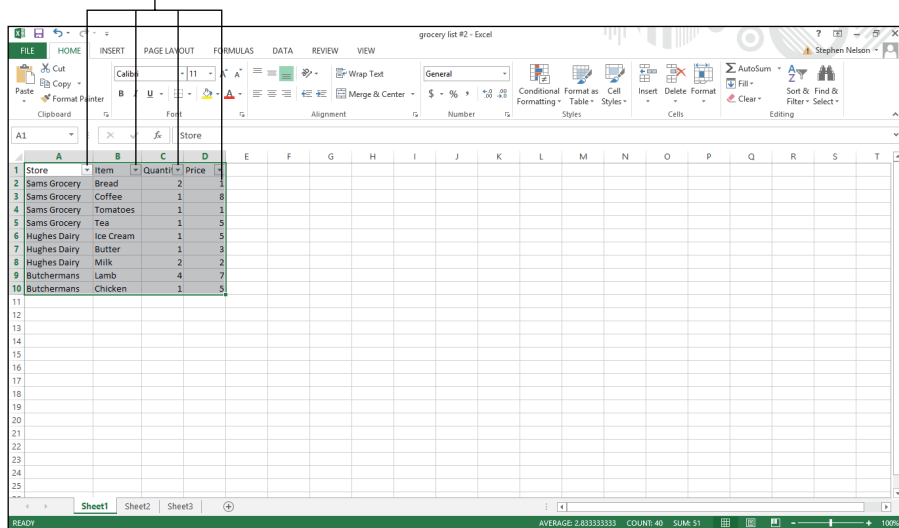 grocery list #2 - Excel
FILE HOME INSERT PAGE LAYOUT FORMULAS DATA REVIEW VIEW Stephen Nelson
Cut
Copy
Format Painter
Paste
Calibri 11
B I U
Wrap Text
Merge & Center
General
$ % ,
Conditional Formatting
Format as Table
Cell Styles
Insert Delete Format
AutoSum
Fill
Clear
Sort & Filter
Find & Select
Clipboard Font Alignment Number Styles Cells Editing
A1 fx Store
A B C D E F G H I J K L M N O P Q R S T
1 Store Item Quantit Price
2 Sams Grocery Bread 2 1
3 Sams Grocery Coffee 1 8
4 Sams Grocery Tomatoes 1 1
5 Sams Grocery Tea 1 5
6 Hughes Dairy Ice Cream 1 5
7 Hughes Dairy Butter 1 3
8 Hughes Dairy Milk 2 2
9 Butchermans Lamb 4 7
10 Butchermans Chicken 1 5
11
12
13
14
15
16
17
18
19
20
21
22
23
24
25
Sheet1 Sheet2 Sheet3
READY AVERAGE: 2.833333333 COUNT: 40 SUM: 51 100%